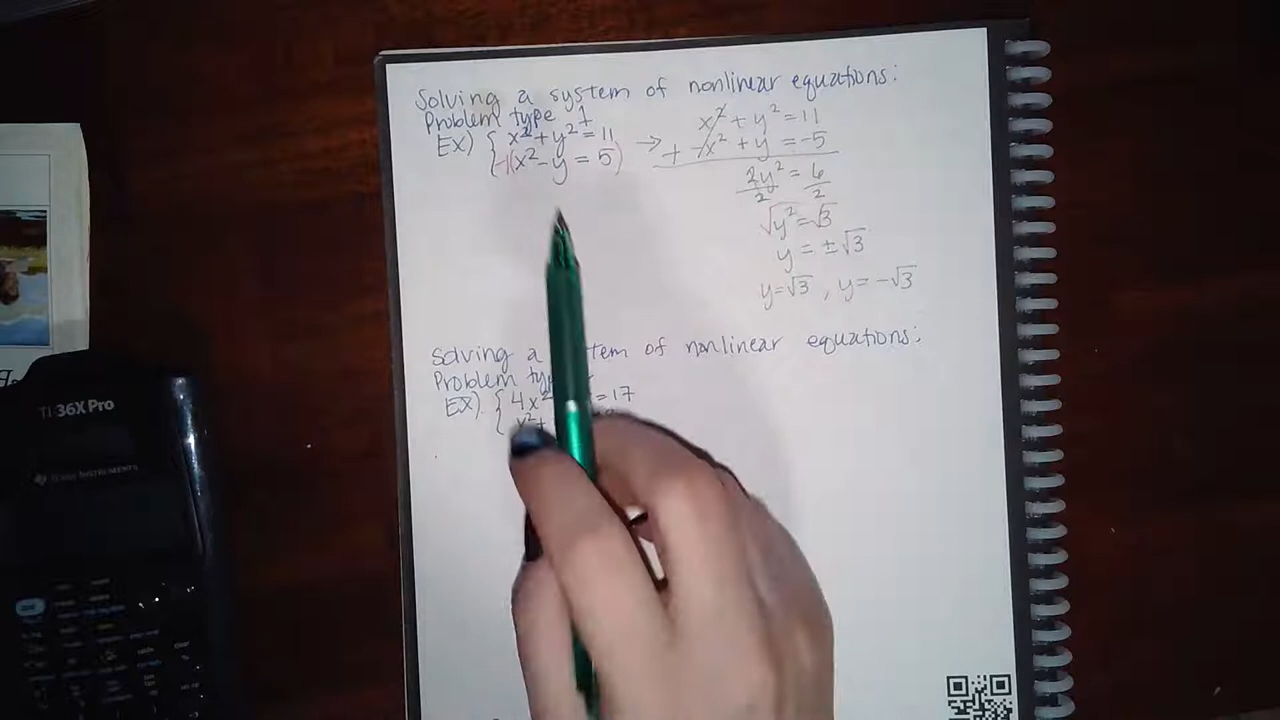 Solving a system of nonlinear equations:
Problem type 1
Ex) { x² + y² = 11
{ -1(x² - y = 5)
→ x² + y² = 11
+ -x² + y = -5
2y² = 6
2 2
√y² = √3
y = ±√3
y = √3 , y = -√3
Solving a tem of nonlinear equations:
Problem
Ex) { 4x² = 17
{ x² +
TI-36X Pro
TEXAS INSTRUMENTS